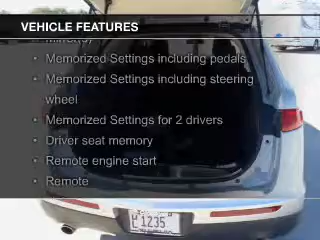 VEHICLE FEATURES
• Memorized Settings including pedals
• Memorized Settings including steering
wheel
• Memorized Settings for 2 drivers
• Driver seat memory
• Remote engine start
• Remote
1235